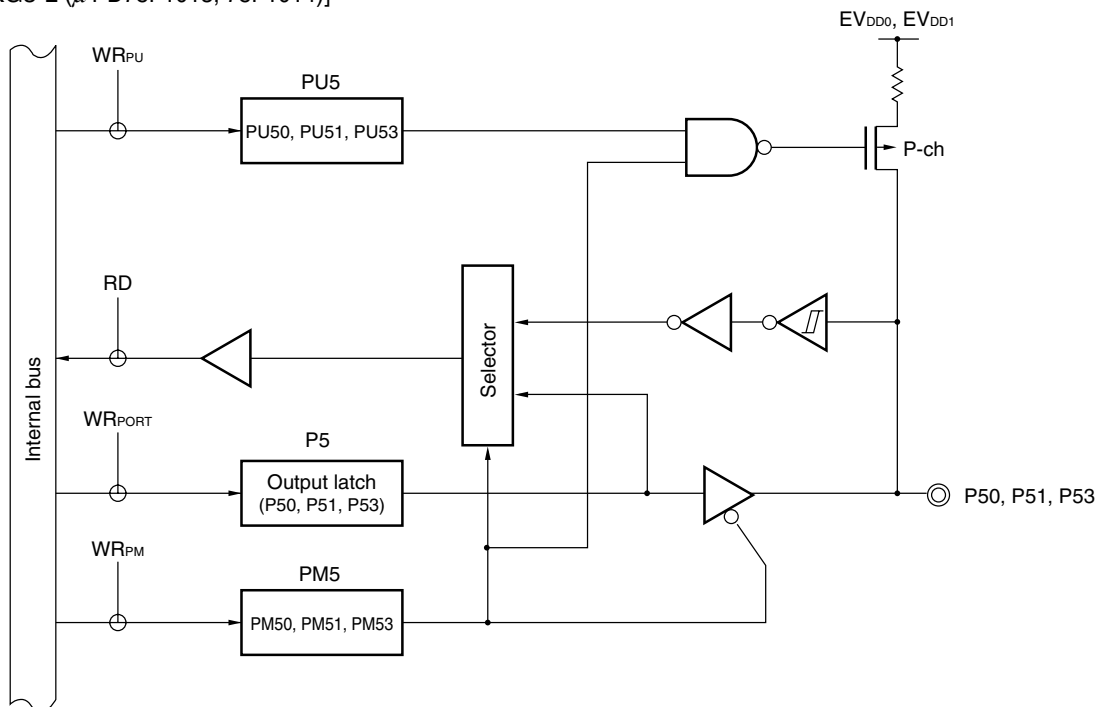 EVDD0, EVDD1
WRPU
PU5
PU50, PU51, PU53
P-ch
RD
Selector
Internal bus
WRPORT
P5
Output latch
(P50, P51, P53)
P50, P51, P53
WRPM
PM5
PM50, PM51, PM53